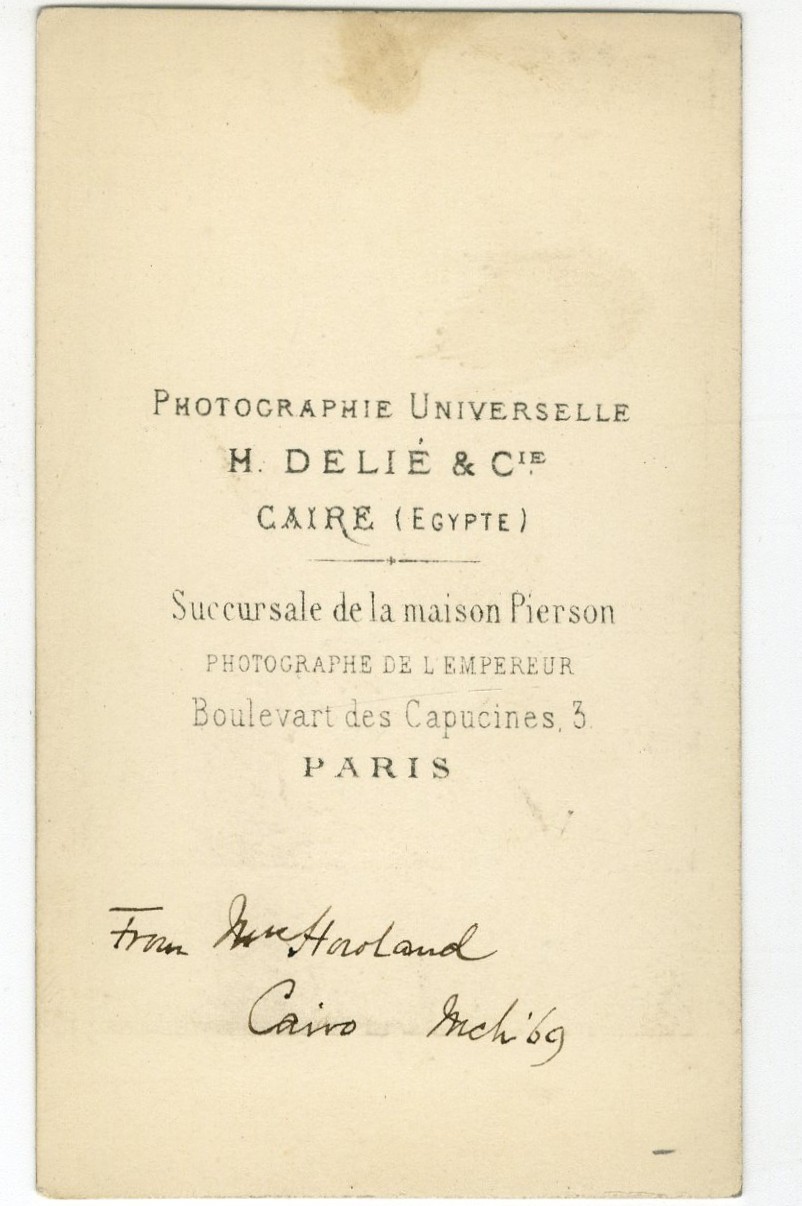 PHOTOGRAPHIE UNIVERSELLE
H. DELIÉ & CIE
CAIRE (EGYPTE)
Succursale de la maison Pierson
PHOTOGRAPHE DE L'EMPEREUR
Boulevart des Capucines, 3.
PARIS
From Howland
Cairo Mch '69